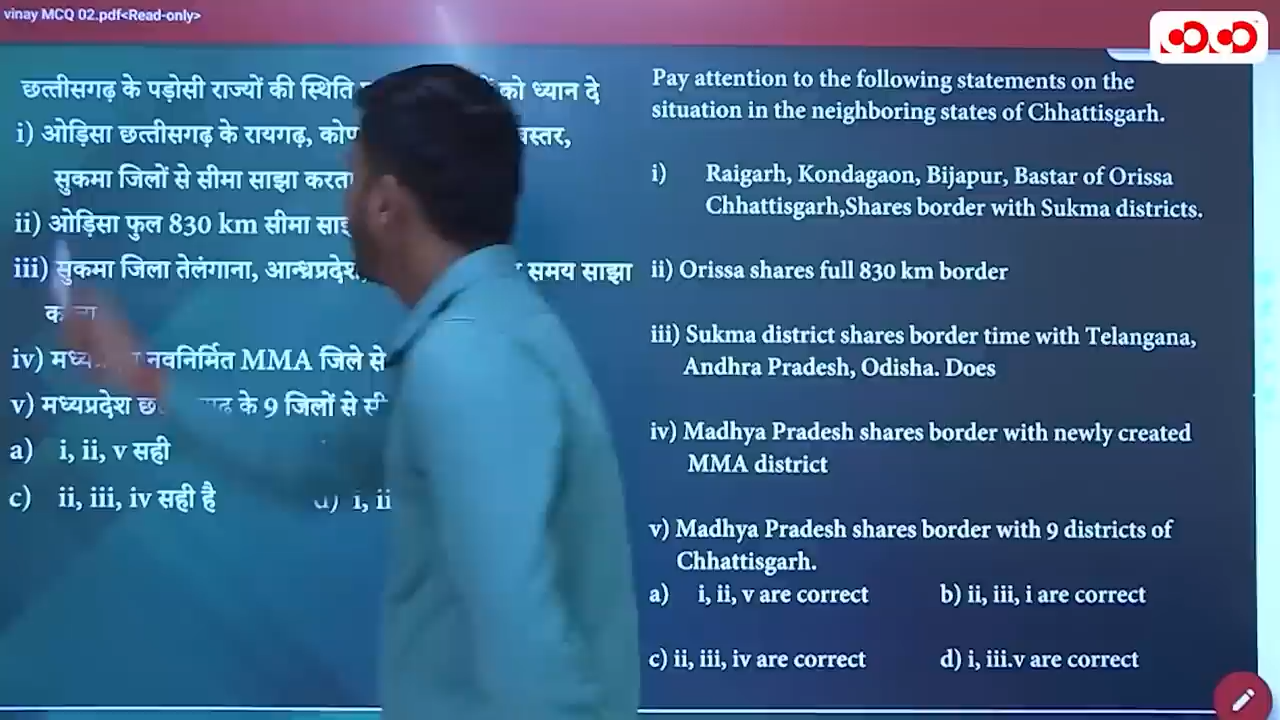 vinay MCQ 02.pdf<Read-only>
छत्तीसगढ़ के पड़ोसी राज्यों की स्थिति को ध्यान दे
i) ओड़िसा छत्तीसगढ़ के रायगढ़,
सुकमा जिलों से सीमा साझा
ii) ओड़िसा फुल 830 km सीमा
iii) सुकमा जिला तेलंगाना, आन्ध्रप्रदेश, समय साझा
iv) नवनिर्मित MMA जिले से
v) मध्यप्रदेश के 9 जिलों से
a) i, ii, v सही
c) ii, iii, iv सही है
Pay attention to the following statements on the
situation in the neighboring states of Chhattisgarh.
i) Raigarh, Kondagaon, Bijapur, Bastar of Orissa
Chhattisgarh,Shares border with Sukma districts.
ii) Orissa shares full 830 km border
iii) Sukma district shares border time with Telangana,
Andhra Pradesh, Odisha. Does
iv) Madhya Pradesh shares border with newly created
MMA district
v) Madhya Pradesh shares border with 9 districts of
Chhattisgarh.
a) i, ii, v are correct b) ii, iii, i are correct
c) ii, iii, iv are correct d) i, iii.v are correct